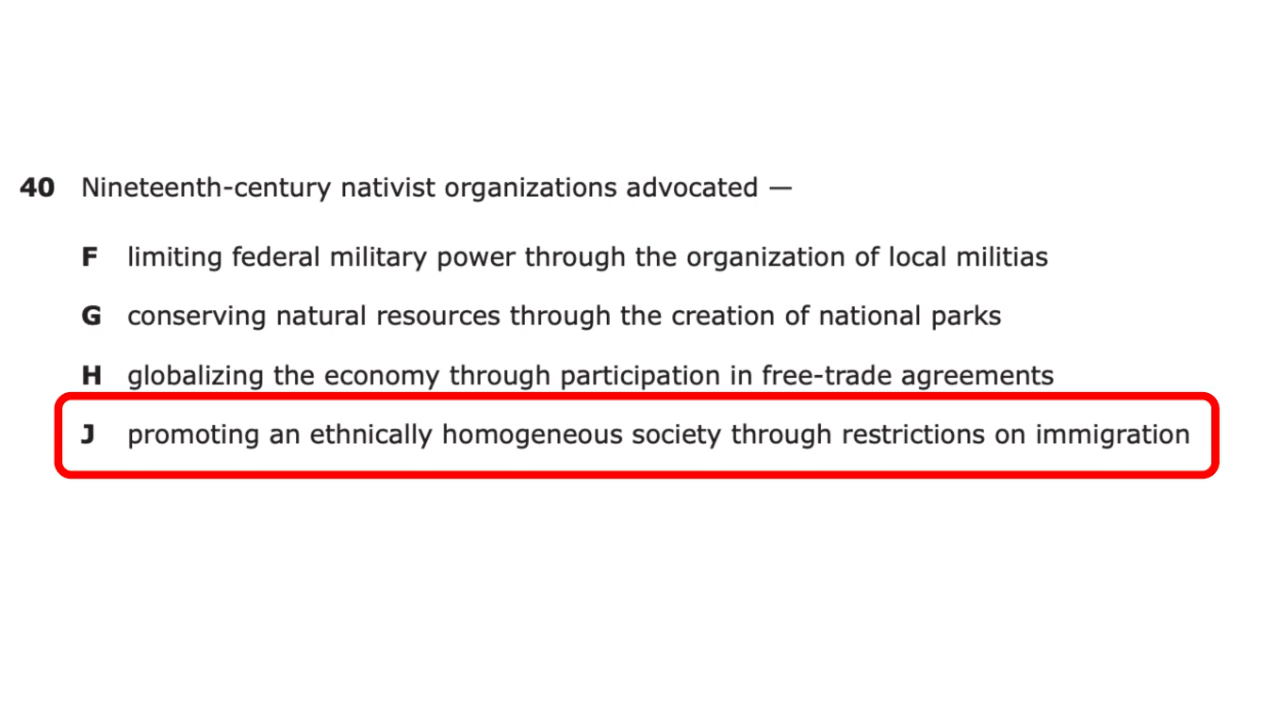 40 Nineteenth-century nativist organizations advocated —
F limiting federal military power through the organization of local militias
G conserving natural resources through the creation of national parks
H globalizing the economy through participation in free-trade agreements
J promoting an ethnically homogeneous society through restrictions on immigration